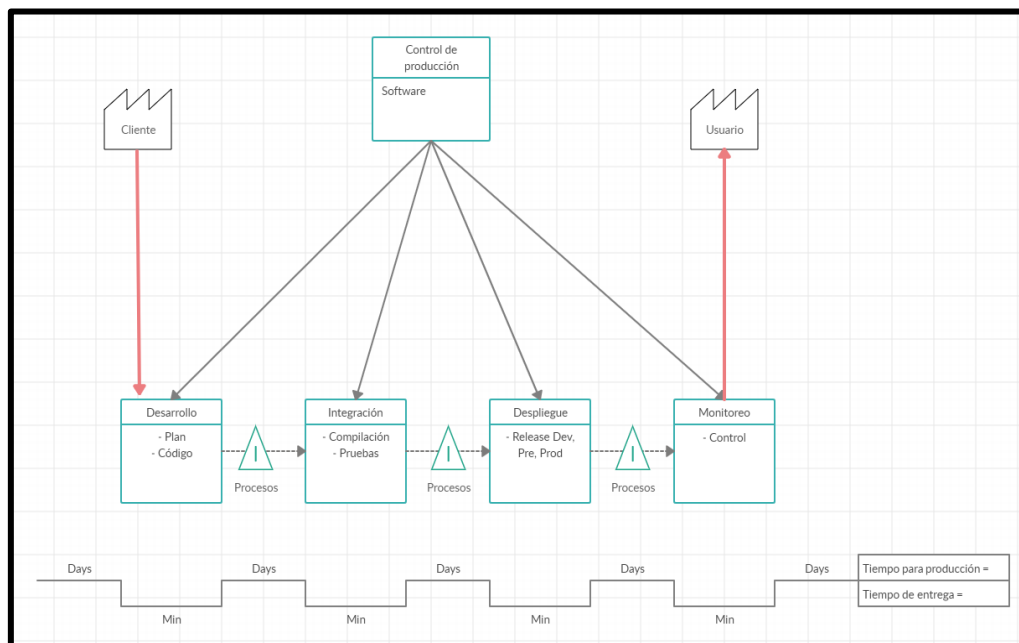 Control de
producción
Software
Cliente
Usuario
Desarrollo
- Plan
- Código
Integración
- Compilación
- Pruebas
Despliegue
- Release Dev,
Pre, Prod
Monitoreo
- Control
I
I
I
Procesos
Procesos
Procesos
Days
Days
Days
Days
Days
Min
Min
Min
Min
Tiempo para producción =
Tiempo de entrega =